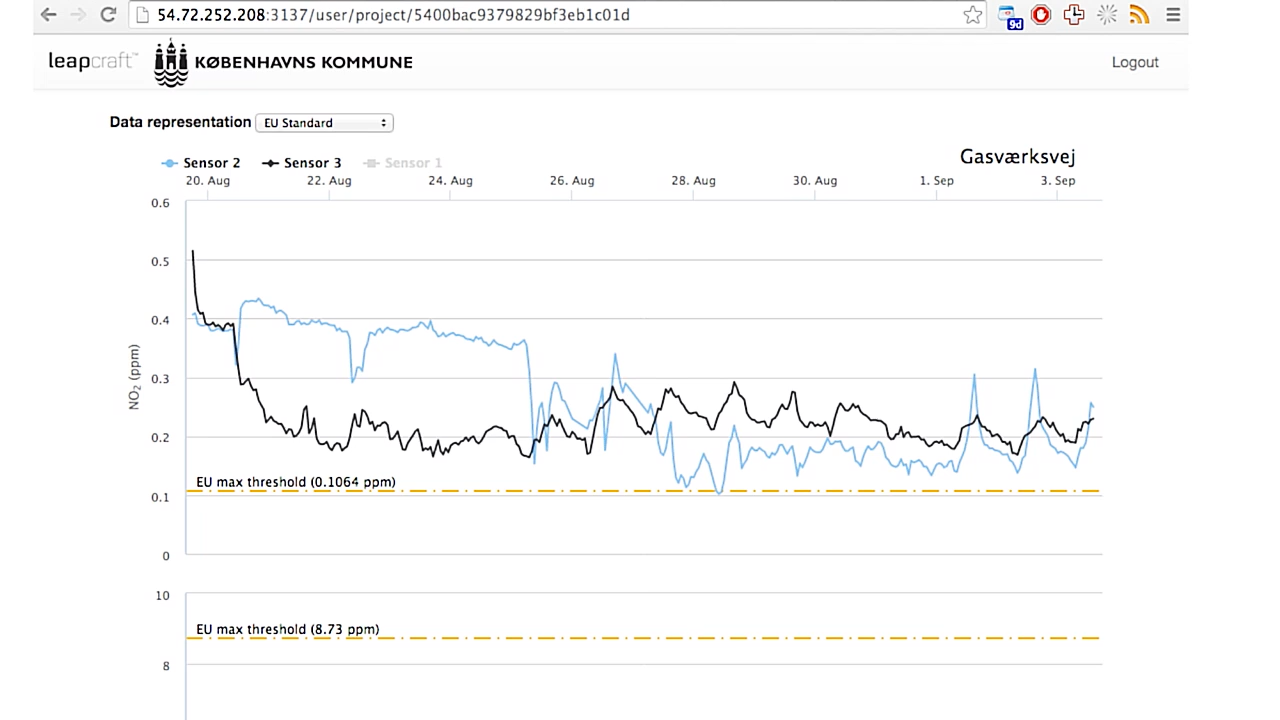 54.72.252.208:3137/user/project/5400bac9379829bf3eb1c01d
9d
leapcraft™ KØBENHAVNS KOMMUNE Logout
Data representation EU Standard
Sensor 2 Sensor 3 Sensor 1
Gasværksvej
20. Aug 22. Aug 24. Aug 26. Aug 28. Aug 30. Aug 1. Sep 3. Sep
0.6
0.5
0.4
0.3
0.2
0.1
0
NO₂ (ppm)
EU max threshold (0.1064 ppm)
10
8
EU max threshold (8.73 ppm)